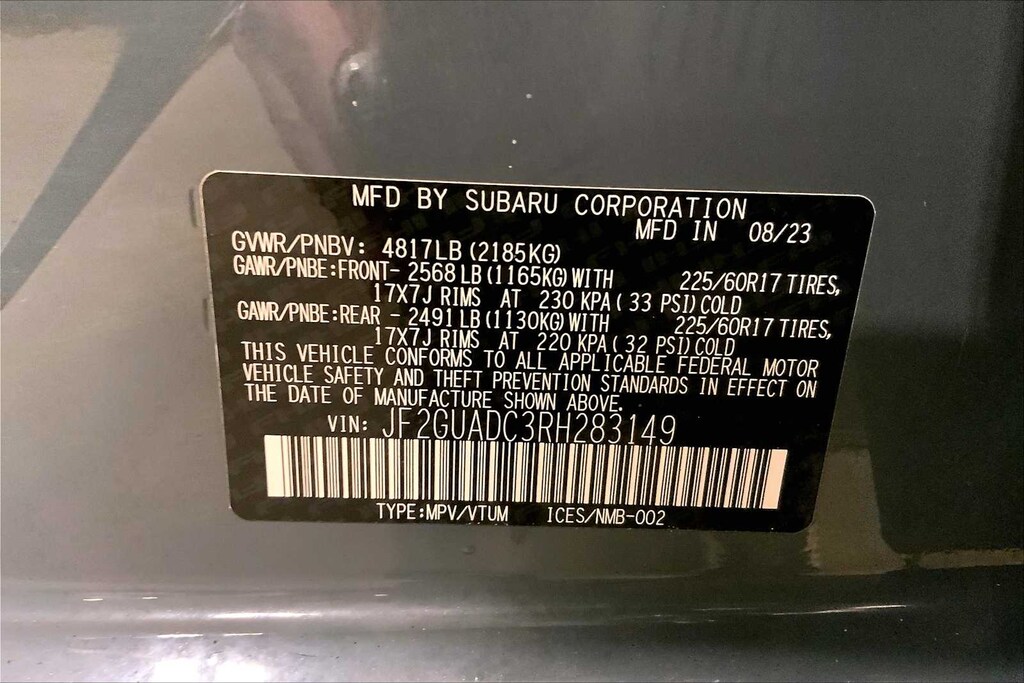 MFD BY SUBARU CORPORATION
MFD IN 08/23
GVWR/PNBV: 4817LB (2185KG)
GAWR/PNBE:FRONT- 2568 LB (1165KG) WITH 225/60R17 TIRES,
17X7J RIMS AT 230 KPA ( 33 PSI) COLD
GAWR/PNBE:REAR - 2491 LB (1130KG) WITH 225/60R17 TIRES,
17X7J RIMS AT 220 KPA ( 32 PSI) COLD
THIS VEHICLE CONFORMS TO ALL APPLICABLE FEDERAL MOTOR
VEHICLE SAFETY AND THEFT PREVENTION STANDARDS IN EFFECT ON
THE DATE OF MANUFACTURE SHOWN ABOVE.
VIN: JF2GUADC3RH283149
TYPE:MPV/VTUM ICES/NMB-002